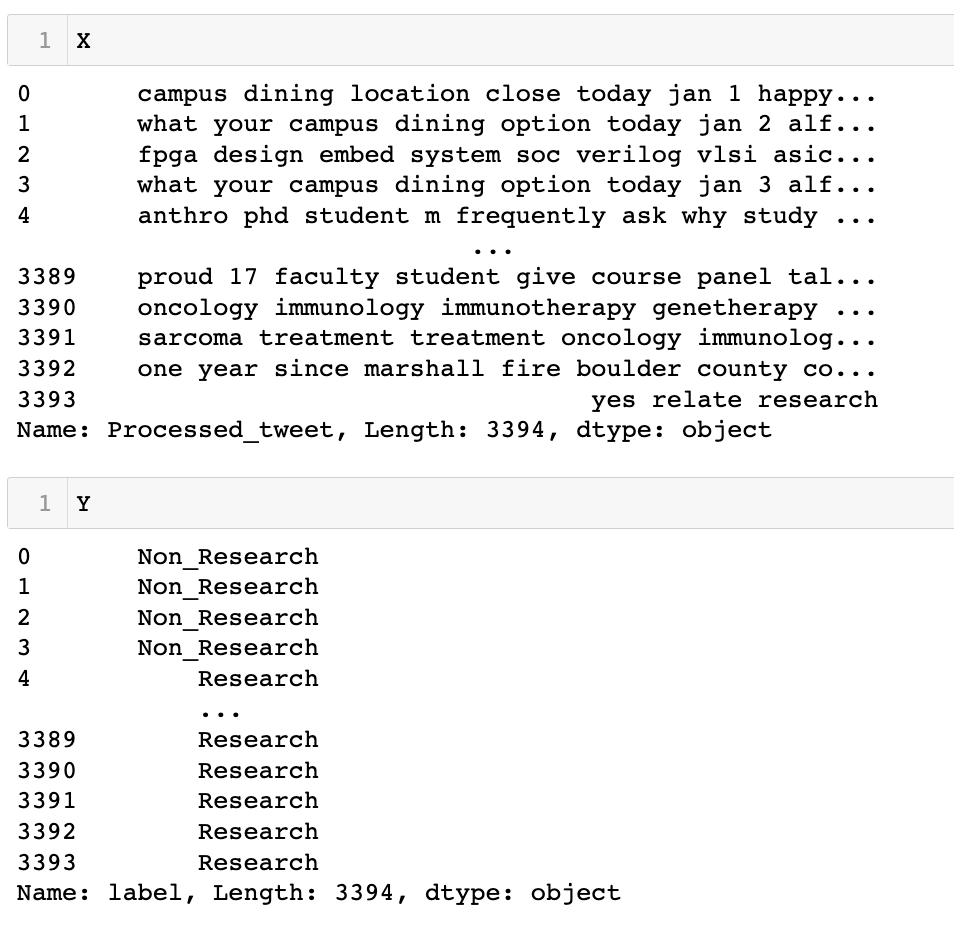 1 X
0 campus dining location close today jan 1 happy...
1 what your campus dining option today jan 2 alf...
2 fpga design embed system soc verilog vlsi asic...
3 what your campus dining option today jan 3 alf...
4 anthro phd student m frequently ask why study ...
...
3389 proud 17 faculty student give course panel tal...
3390 oncology immunology immunotherapy genetherapy ...
3391 sarcoma treatment treatment oncology immunolog...
3392 one year since marshall fire boulder county co...
3393 yes relate research
Name: Processed_tweet, Length: 3394, dtype: object
1 Y
0 Non_Research
1 Non_Research
2 Non_Research
3 Non_Research
4 Research
...
3389 Research
3390 Research
3391 Research
3392 Research
3393 Research
Name: label, Length: 3394, dtype: object